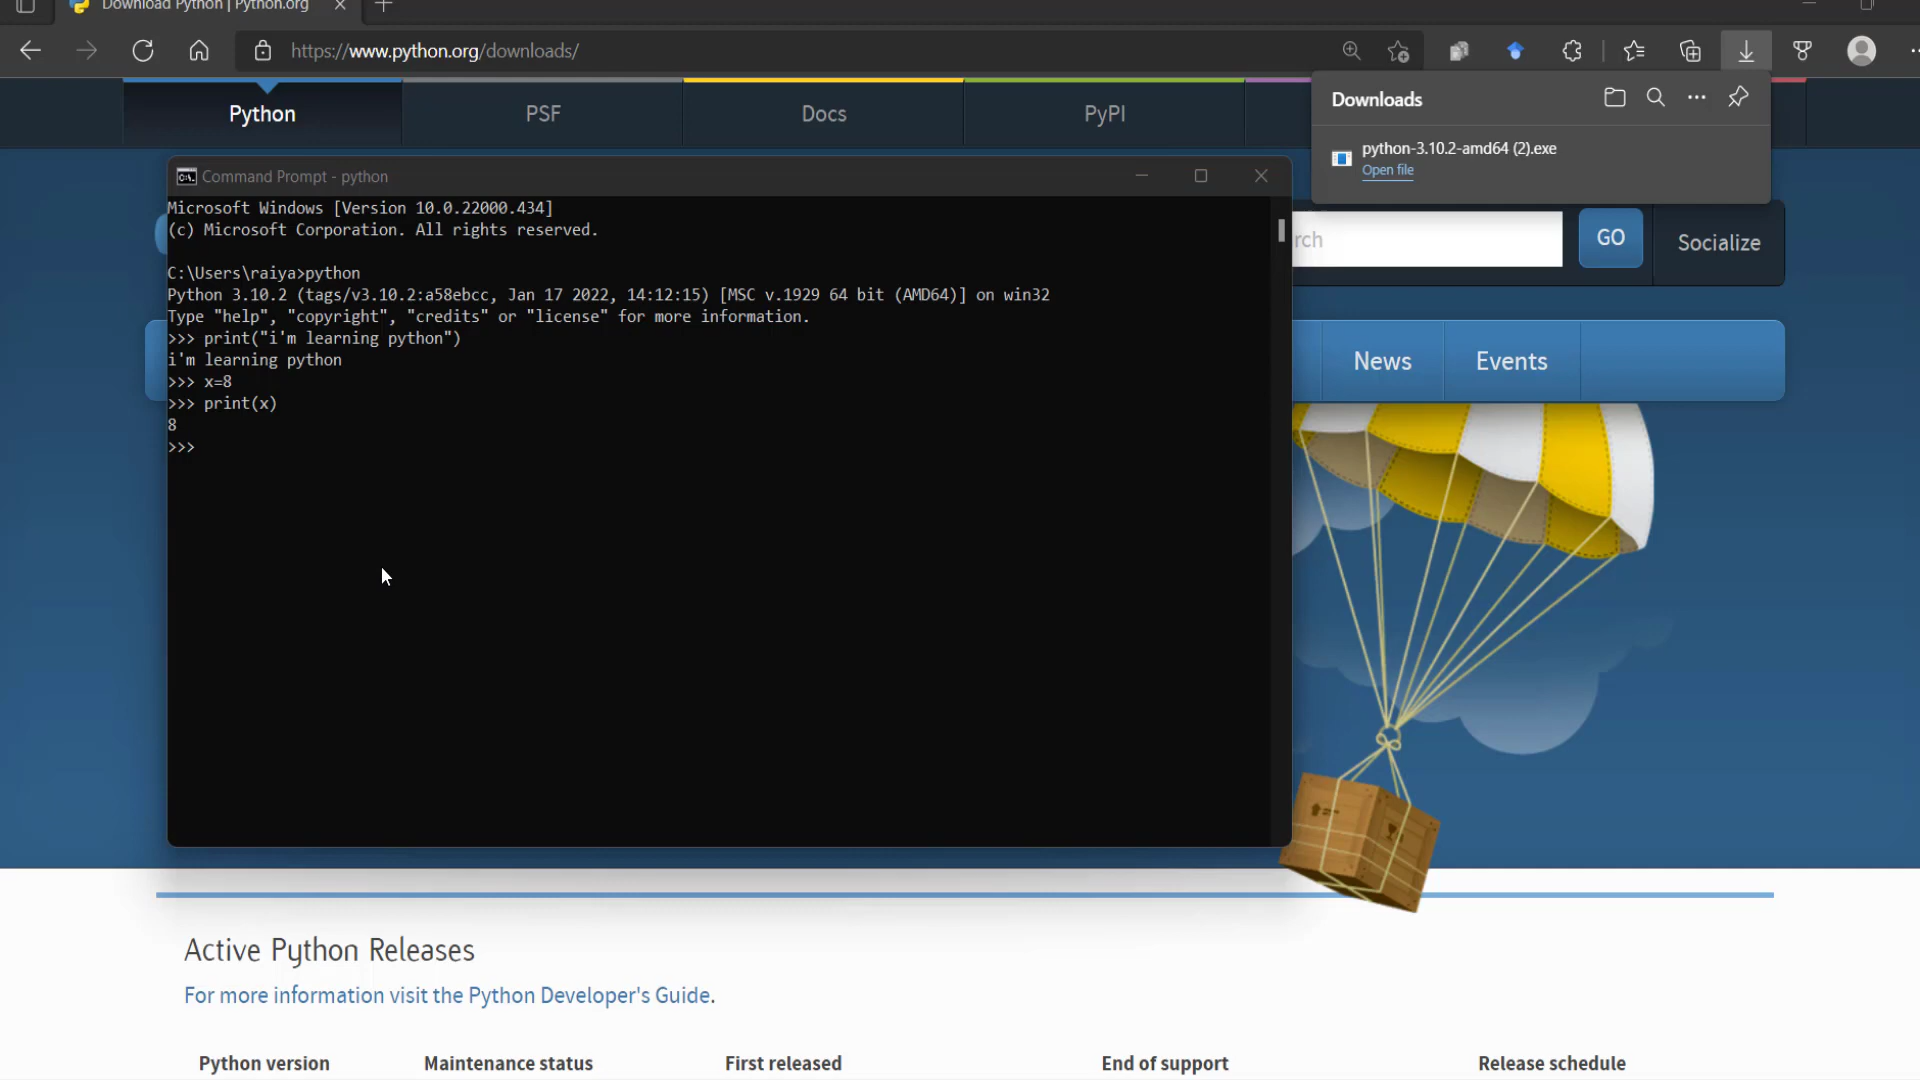 Download Python | Python.org
https://www.python.org/downloads/
Python
PSF
Docs
PyPI
Downloads
python-3.10.2-amd64 (2).exe
Open file
rch
GO
Socialize
News
Events
Command Prompt - python
Microsoft Windows [Version 10.0.22000.434]
(c) Microsoft Corporation. All rights reserved.
C:\Users\raiya>python
Python 3.10.2 (tags/v3.10.2:a58ebcc, Jan 17 2022, 14:12:15) [MSC v.1929 64 bit (AMD64)] on win32
Type "help", "copyright", "credits" or "license" for more information.
>>> print("i'm learning python")
i'm learning python
>>> x=8
>>> print(x)
8
>>>
Active Python Releases
For more information visit the Python Developer's Guide.
Python version
Maintenance status
First released
End of support
Release schedule